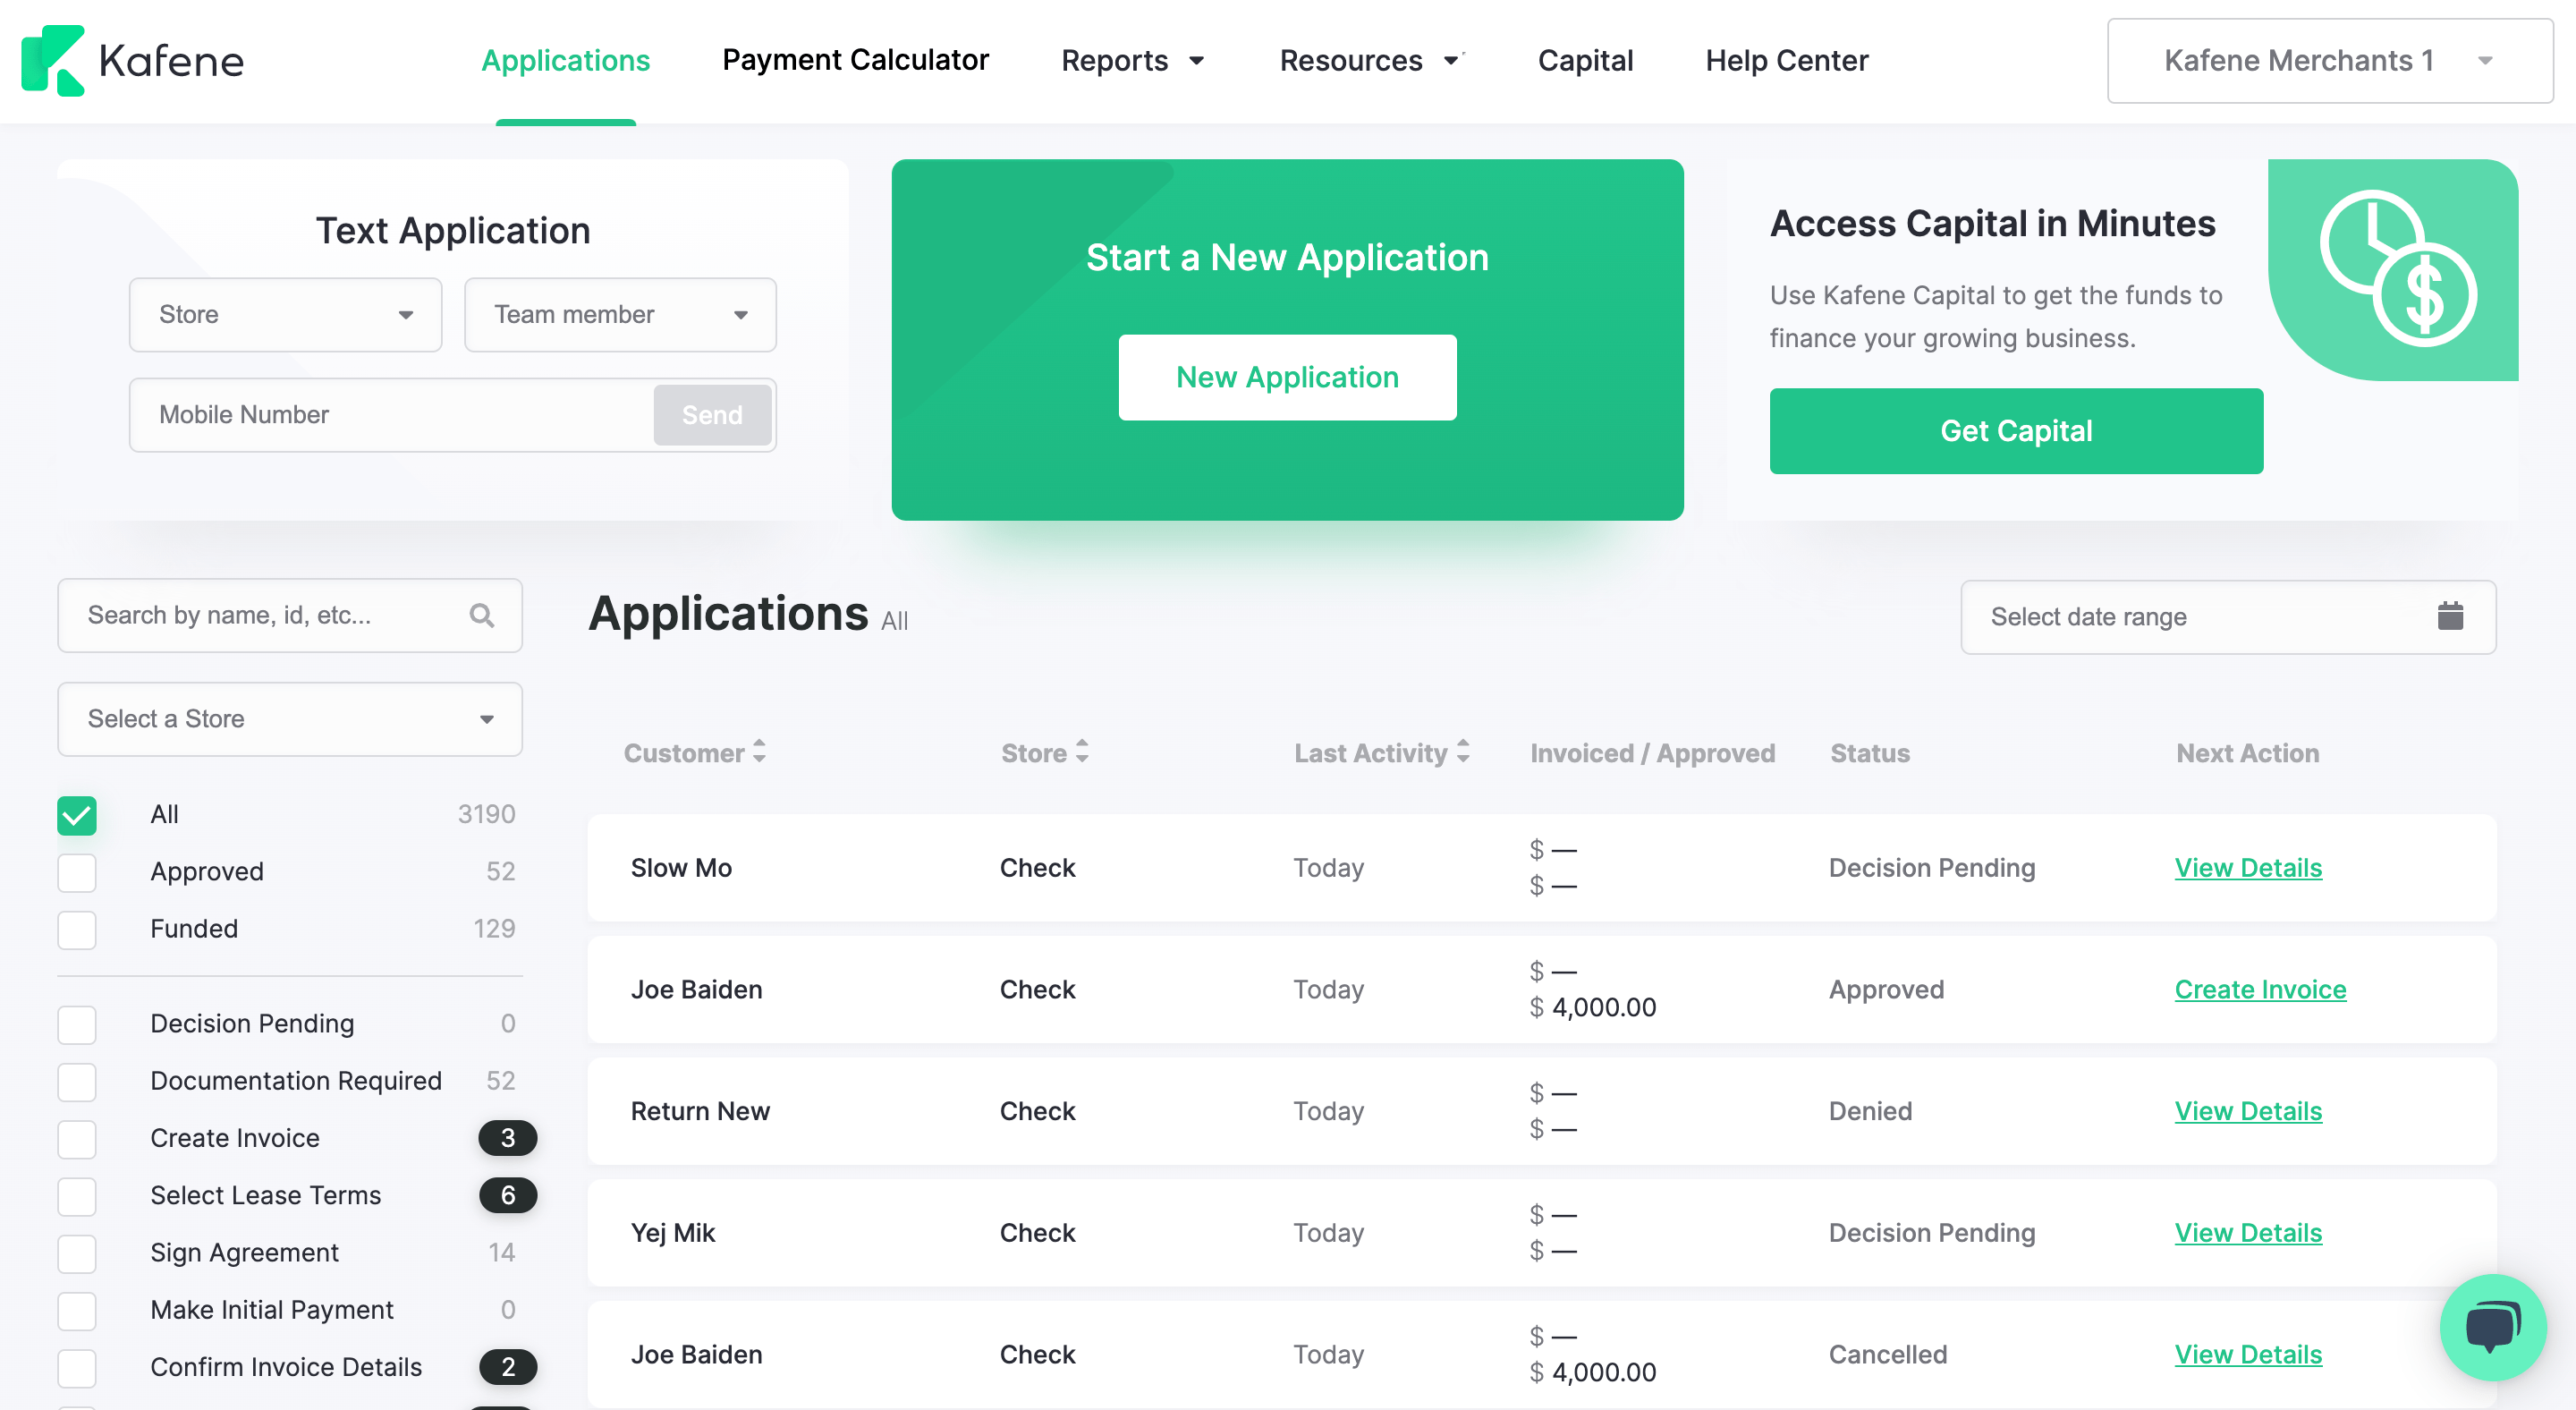 Kafene
Applications
Payment Calculator
Reports
Resources
Capital
Help Center
Kafene Merchants 1
Text Application
Store
Team member
Mobile Number
Send
Start a New Application
New Application
Access Capital in Minutes
Use Kafene Capital to get the funds to
finance your growing business.
$
Get Capital
Search by name, id, etc...
Select a Store
All 3190
Approved 52
Funded 129
Decision Pending 0
Documentation Required 52
Create Invoice 3
Select Lease Terms 6
Sign Agreement 14
Make Initial Payment 0
Confirm Invoice Details 2
Applications All
Select date range
Customer Store Last Activity Invoiced / Approved Status Next Action
Slow Mo Check Today $ — Decision Pending View Details
$ —
Joe Baiden Check Today $ — Approved Create Invoice
$ 4,000.00
Return New Check Today $ — Denied View Details
$ —
Yej Mik Check Today $ — Decision Pending View Details
$ —
Joe Baiden Check Today $ — Cancelled View Details
$ 4,000.00